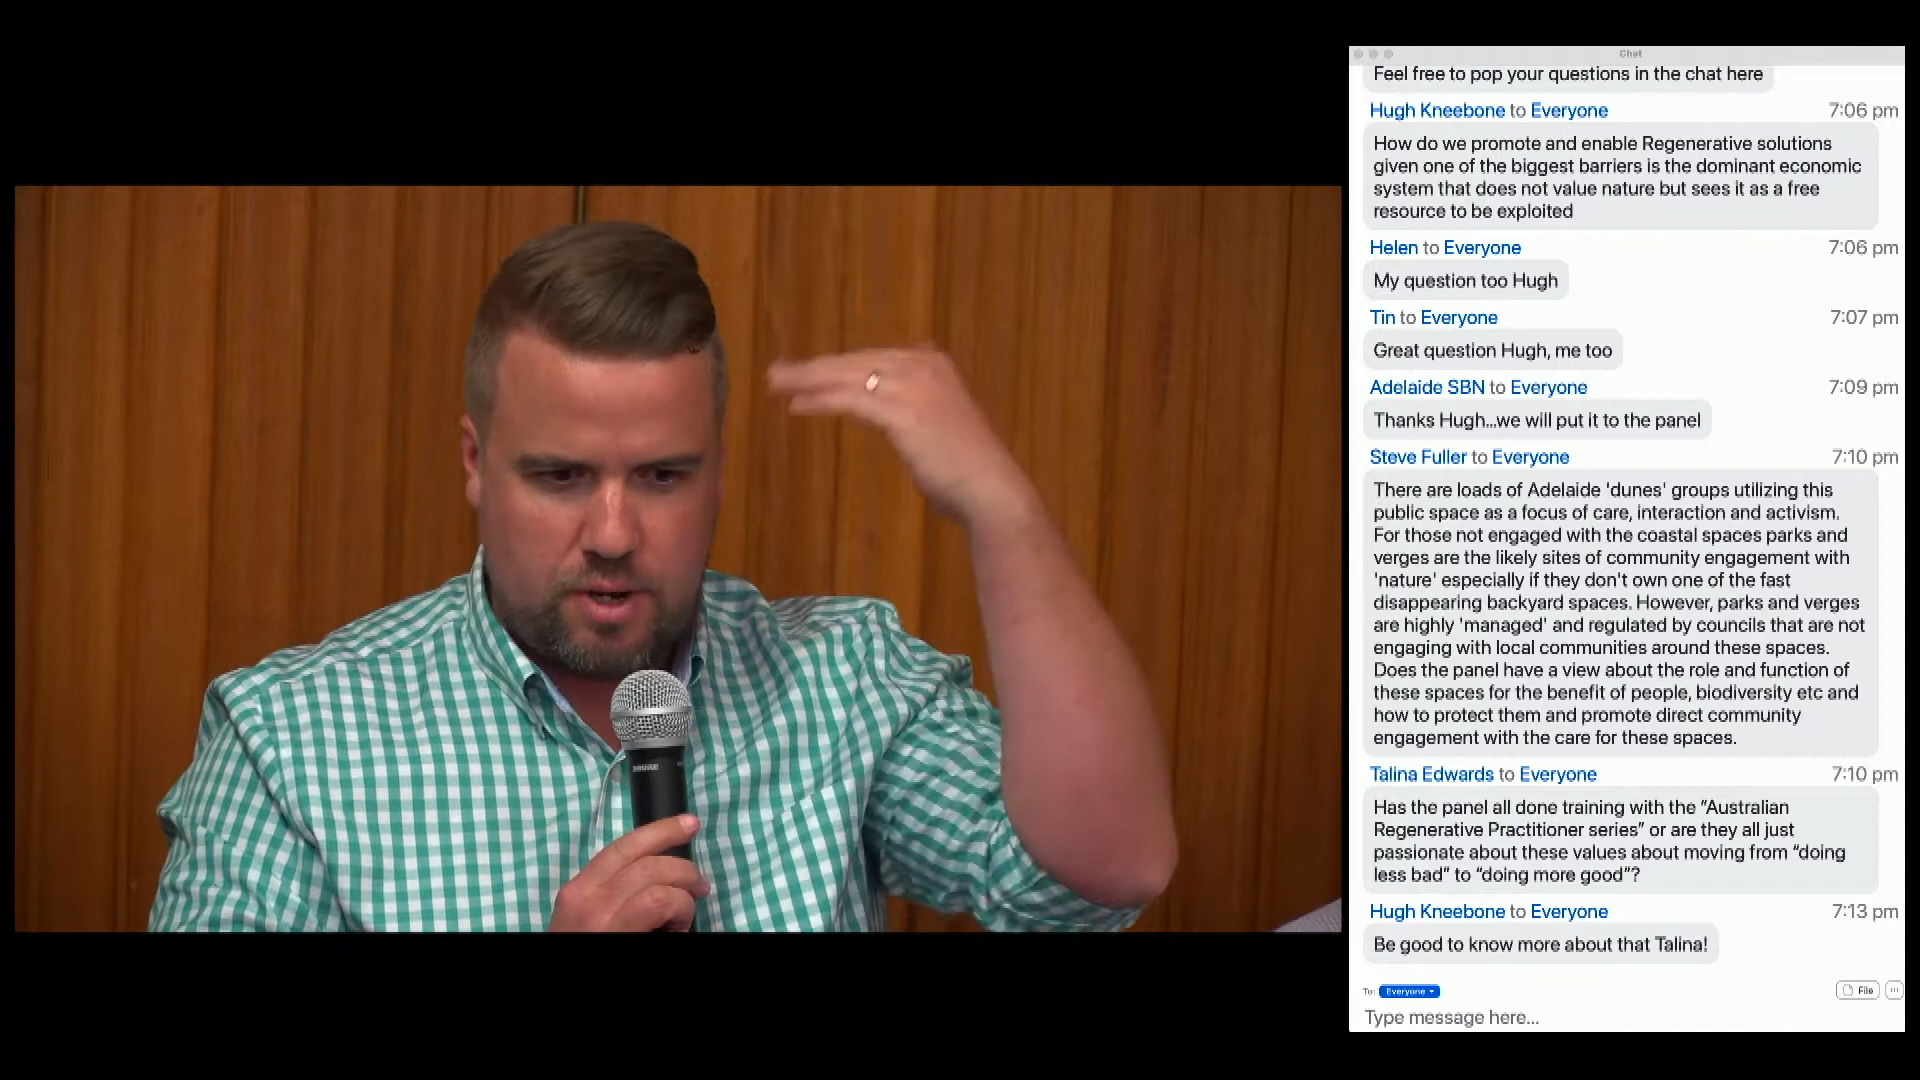 Chat
Feel free to pop your questions in the chat here
Hugh Kneebone to Everyone 7:06 pm
How do we promote and enable Regenerative solutions
given one of the biggest barriers is the dominant economic
system that does not value nature but sees it as a free
resource to be exploited
Helen to Everyone 7:06 pm
My question too Hugh
Tin to Everyone 7:07 pm
Great question Hugh, me too
Adelaide SBN to Everyone 7:09 pm
Thanks Hugh...we will put it to the panel
Steve Fuller to Everyone 7:10 pm
There are loads of Adelaide 'dunes' groups utilizing this
public space as a focus of care, interaction and activism.
For those not engaged with the coastal spaces parks and
verges are the likely sites of community engagement with
'nature' especially if they don't own one of the fast
disappearing backyard spaces. However, parks and verges
are highly 'managed' and regulated by councils that are not
engaging with local communities around these spaces.
Does the panel have a view about the role and function of
these spaces for the benefit of people, biodiversity etc and
how to protect them and promote direct community
engagement with the care for these spaces.
Talina Edwards to Everyone 7:10 pm
Has the panel all done training with the “Australian
Regenerative Practitioner series” or are they all just
passionate about these values about moving from “doing
less bad” to “doing more good”?
Hugh Kneebone to Everyone 7:13 pm
Be good to know more about that Talina!
To: Everyone File
Type message here...
SHURE